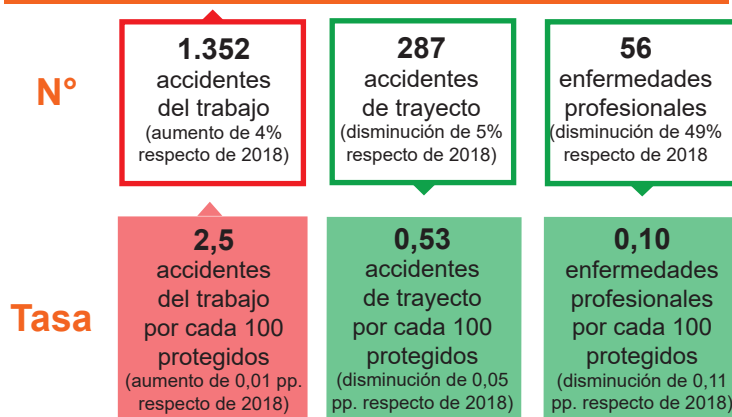 N°
1.352
accidentes
del trabajo
(aumento de 4%
respecto de 2018)
287
accidentes
de trayecto
(disminución de 5%
respecto de 2018)
56
enfermedades
profesionales
(disminución de 49%
respecto de 2018
Tasa
2,5
accidentes
del trabajo
por cada 100
protegidos
(aumento de 0,01 pp.
respecto de 2018)
0,53
accidentes
de trayecto
por cada 100
protegidos
(disminución de 0,05
pp. respecto de 2018)
0,10
enfermedades
profesionales
por cada 100
protegidos
(disminución de 0,11
pp. respecto de 2018)